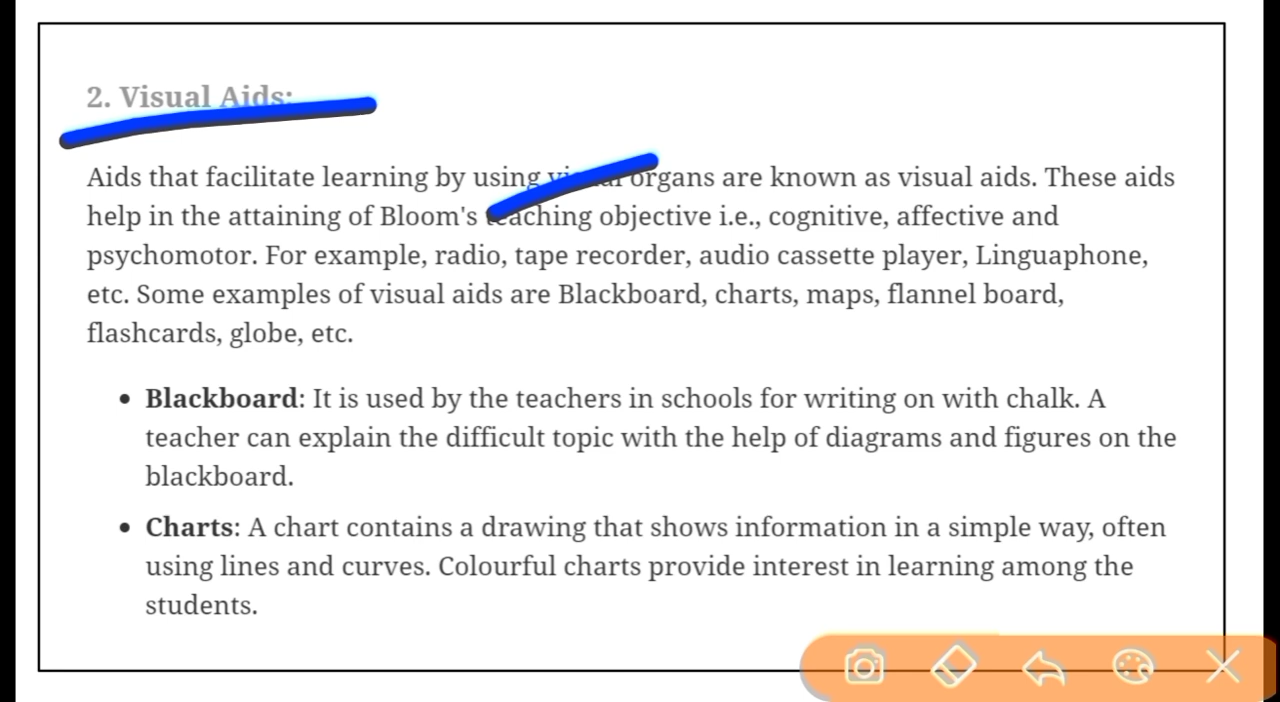 2. Visual Aids:
Aids that facilitate learning by using visual organs are known as visual aids. These aids
help in the attaining of Bloom's teaching objective i.e., cognitive, affective and
psychomotor. For example, radio, tape recorder, audio cassette player, Linguaphone,
etc. Some examples of visual aids are Blackboard, charts, maps, flannel board,
flashcards, globe, etc.
• Blackboard: It is used by the teachers in schools for writing on with chalk. A
teacher can explain the difficult topic with the help of diagrams and figures on the
blackboard.
• Charts: A chart contains a drawing that shows information in a simple way, often
using lines and curves. Colourful charts provide interest in learning among the
students.